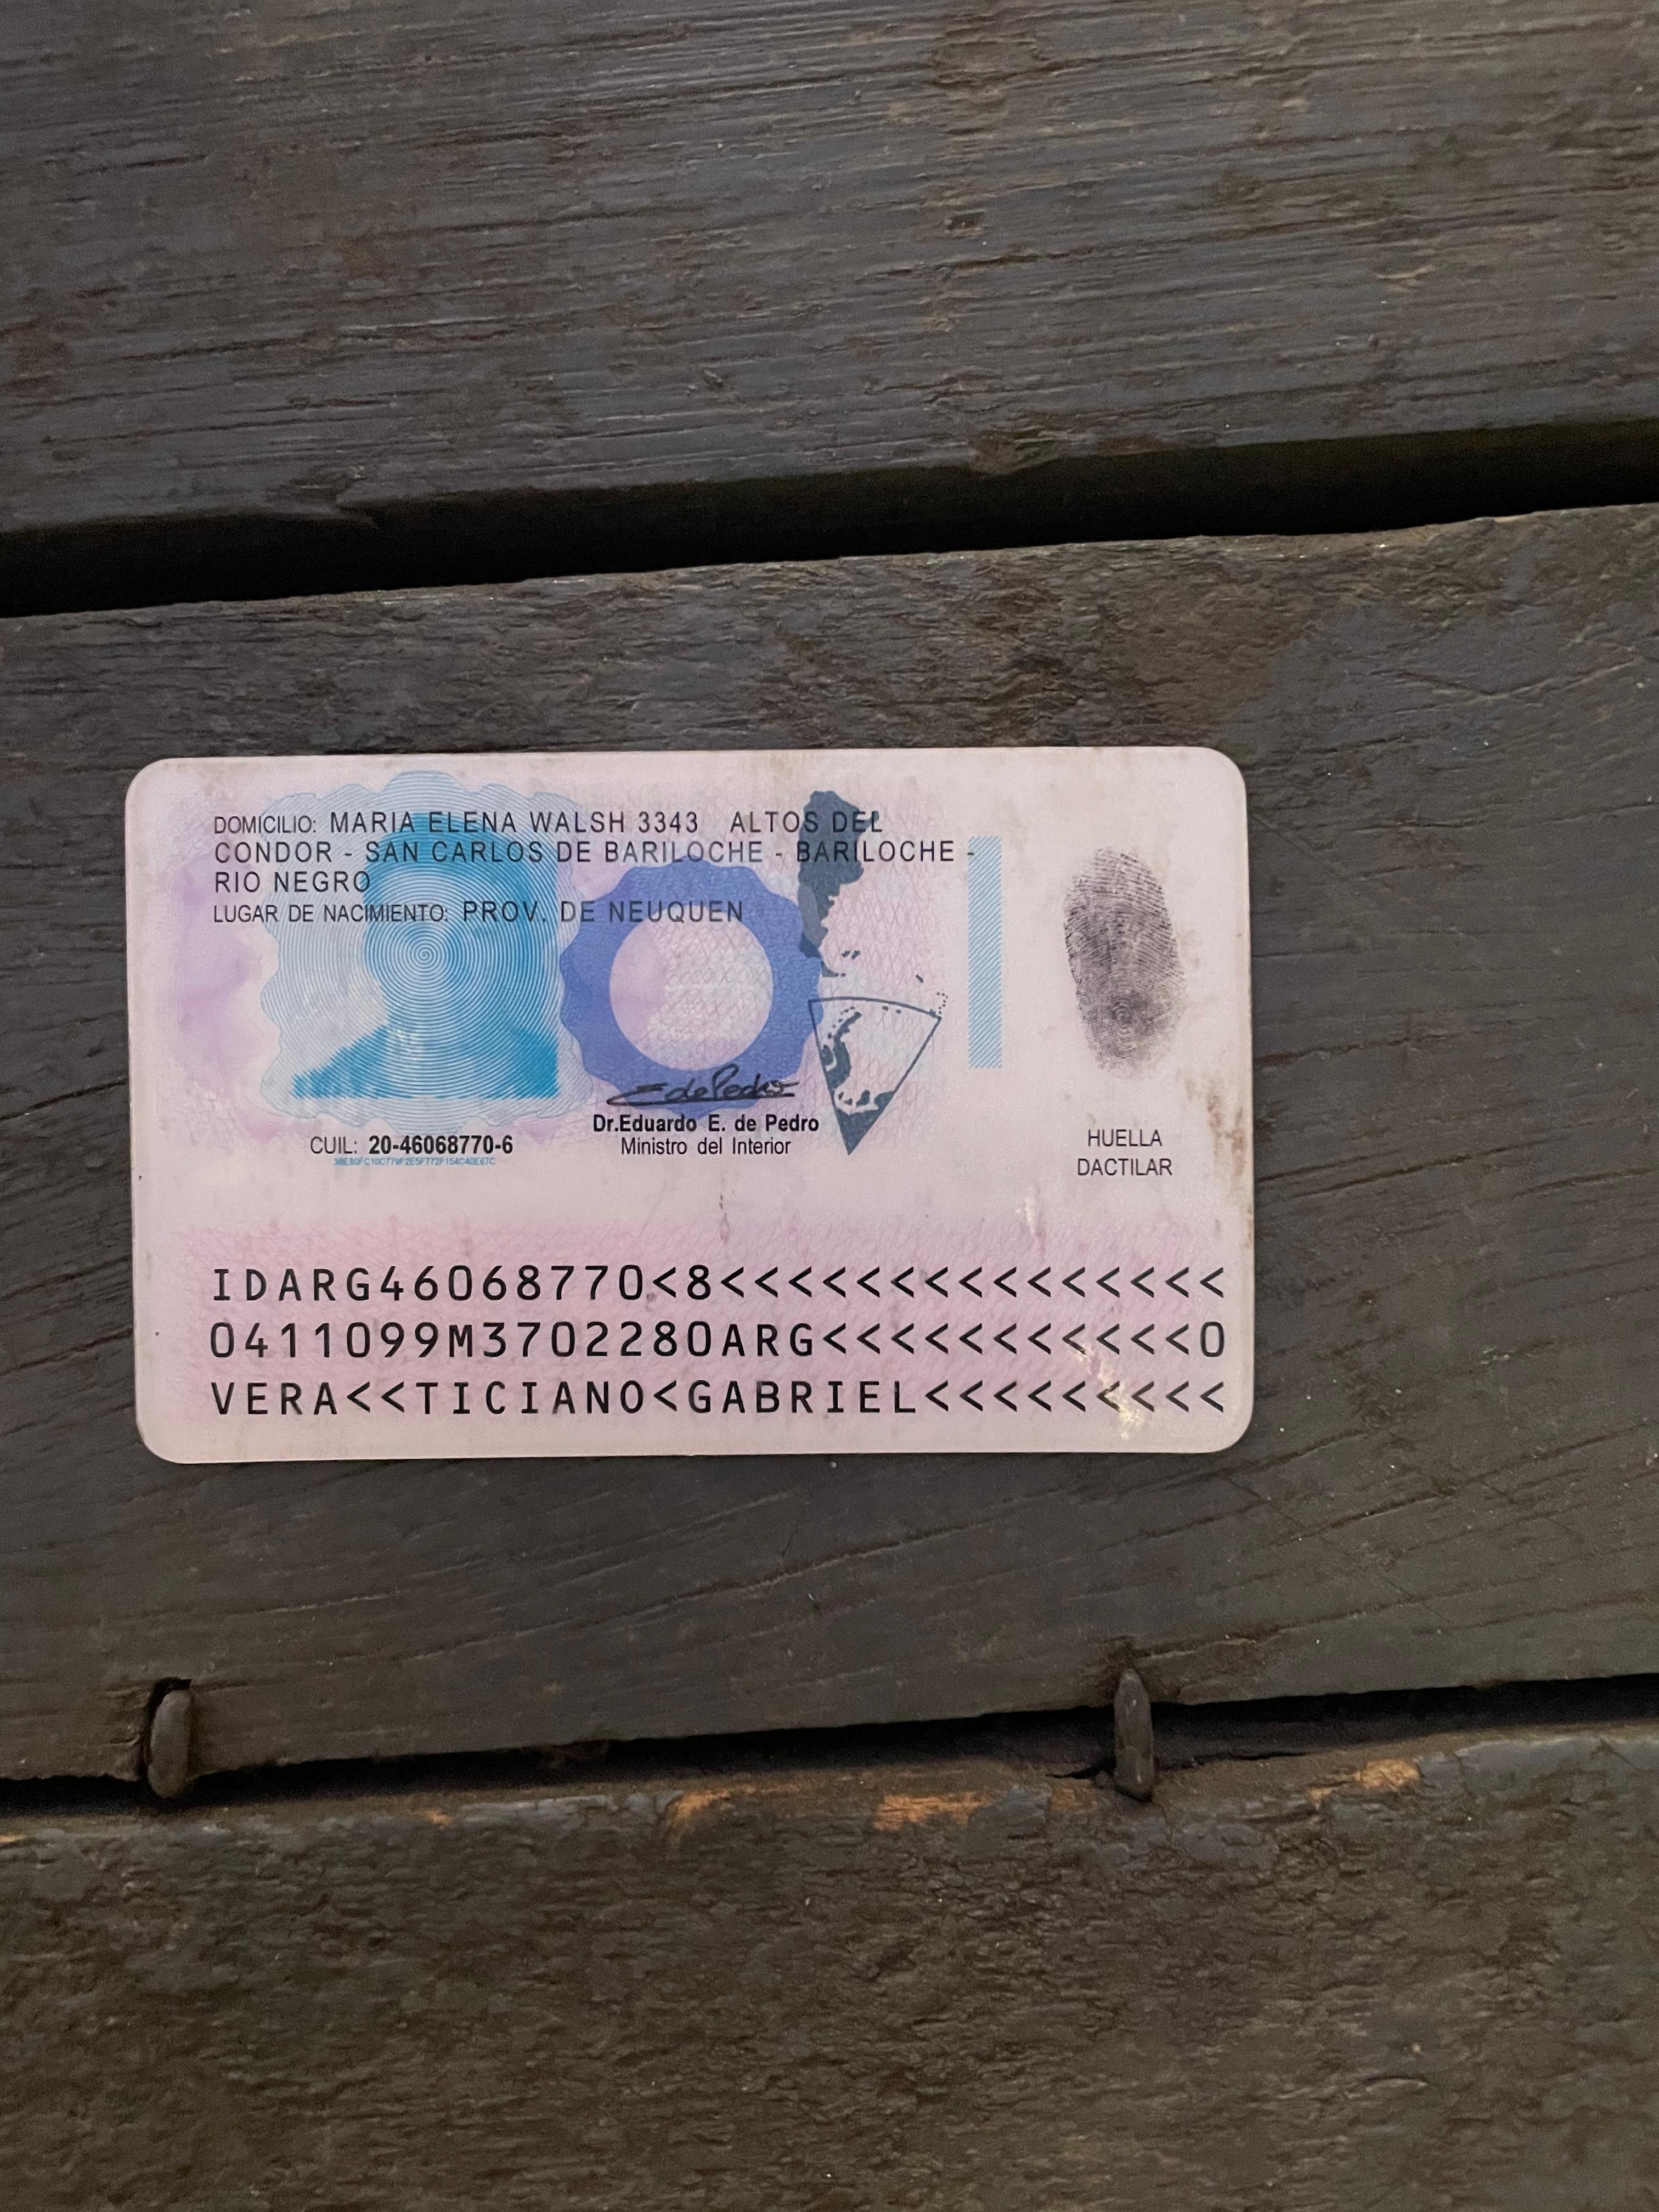 DOMICILIO: MARIA ELENA WALSH 3343 ALTOS DEL
CONDOR - SAN CARLOS DE BARILOCHE - BARILOCHE -
RIO NEGRO
LUGAR DE NACIMIENTO: PROV. DE NEUQUEN
E de Pedro
Dr.Eduardo E. de Pedro
Ministro del Interior
CUIL: 20-46068770-6
HUELLA
DACTILAR
IDARG46068770<8<<<<<<<<<<<<<<<
0411099M3702280ARG<<<<<<<<<<<0
VERA<<TICIANO<GABRIEL<<<<<<<<<